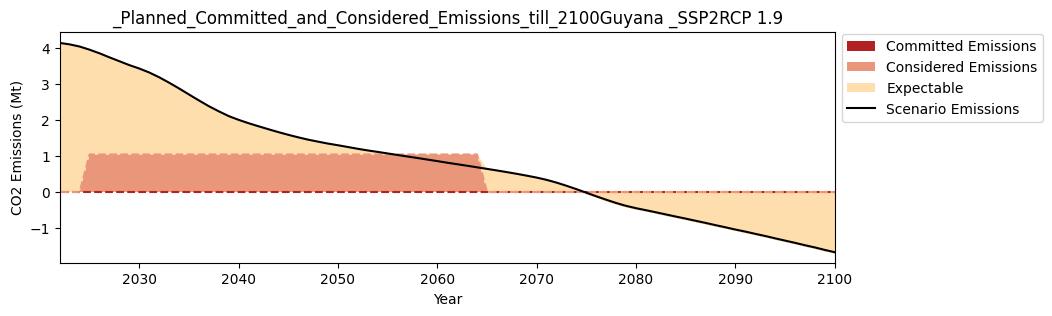 _Planned_Committed_and_Considered_Emissions_till_2100Guyana _SSP2RCP 1.9
CO2 Emissions (Mt)
4
3
2
1
0
−1
2030 2040 2050 2060 2070 2080 2090 2100
Year
Committed Emissions
Considered Emissions
Expectable
Scenario Emissions